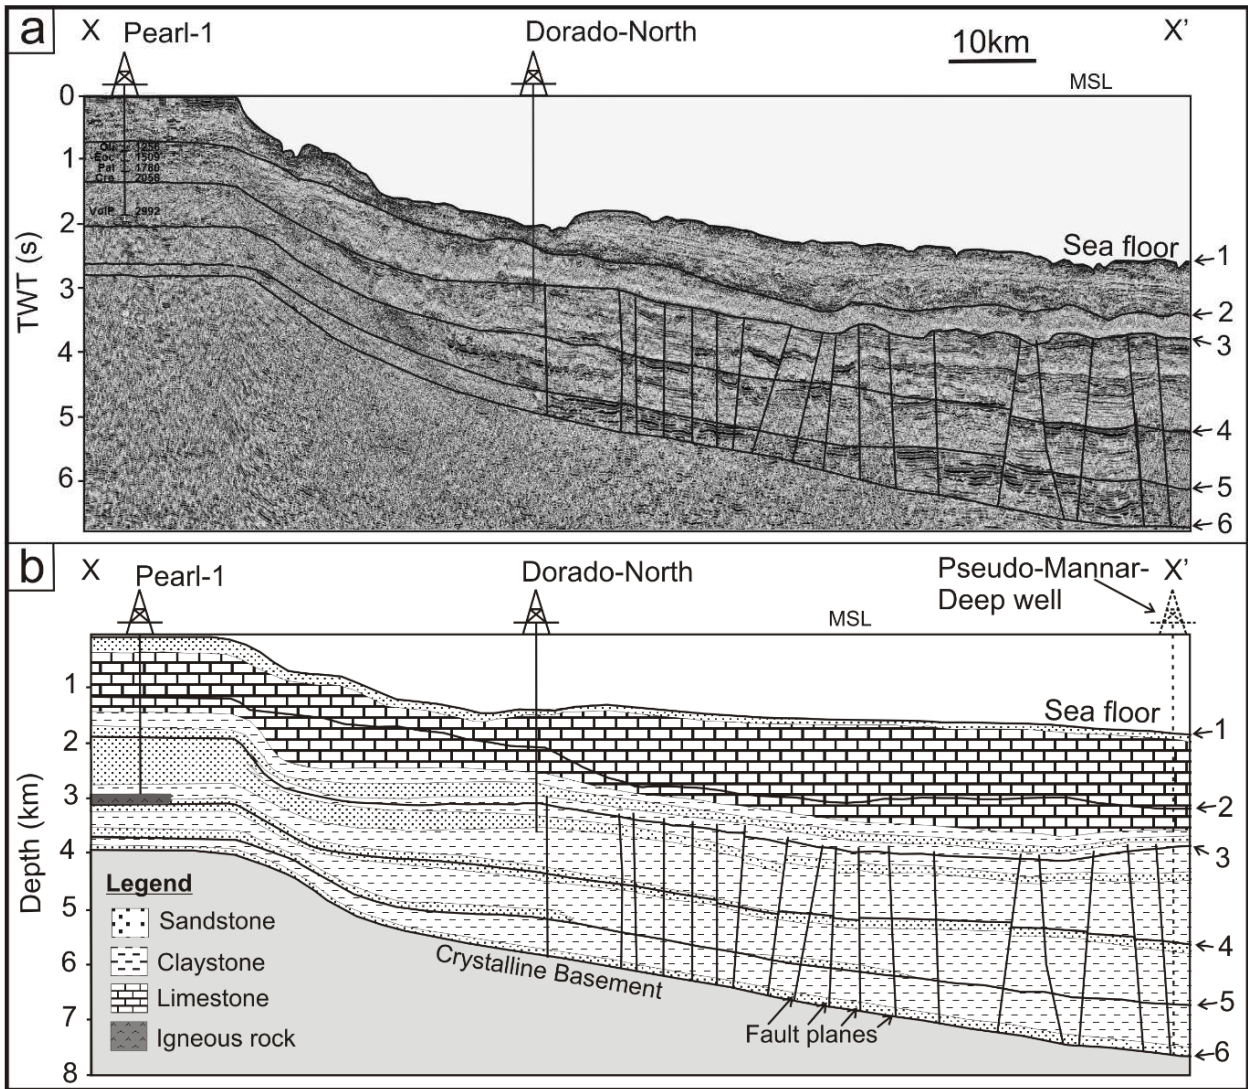 a
X
Pearl-1
Dorado-North
X'
10km
MSL
0
1
2
3
4
5
6
TWT (s)
Oli 1256
Eoc 1509
Pal 1780
Cre 2058
2992
Sea floor
1
2
3
4
5
6
b
X
Pearl-1
Dorado-North
Pseudo-Mannar-
Deep well
X'
MSL
1
2
3
4
5
6
7
8
Depth (km)
Sea floor
1
2
3
4
5
6
Legend
Sandstone
Claystone
Limestone
Igneous rock
Crystalline Basement
Fault planes